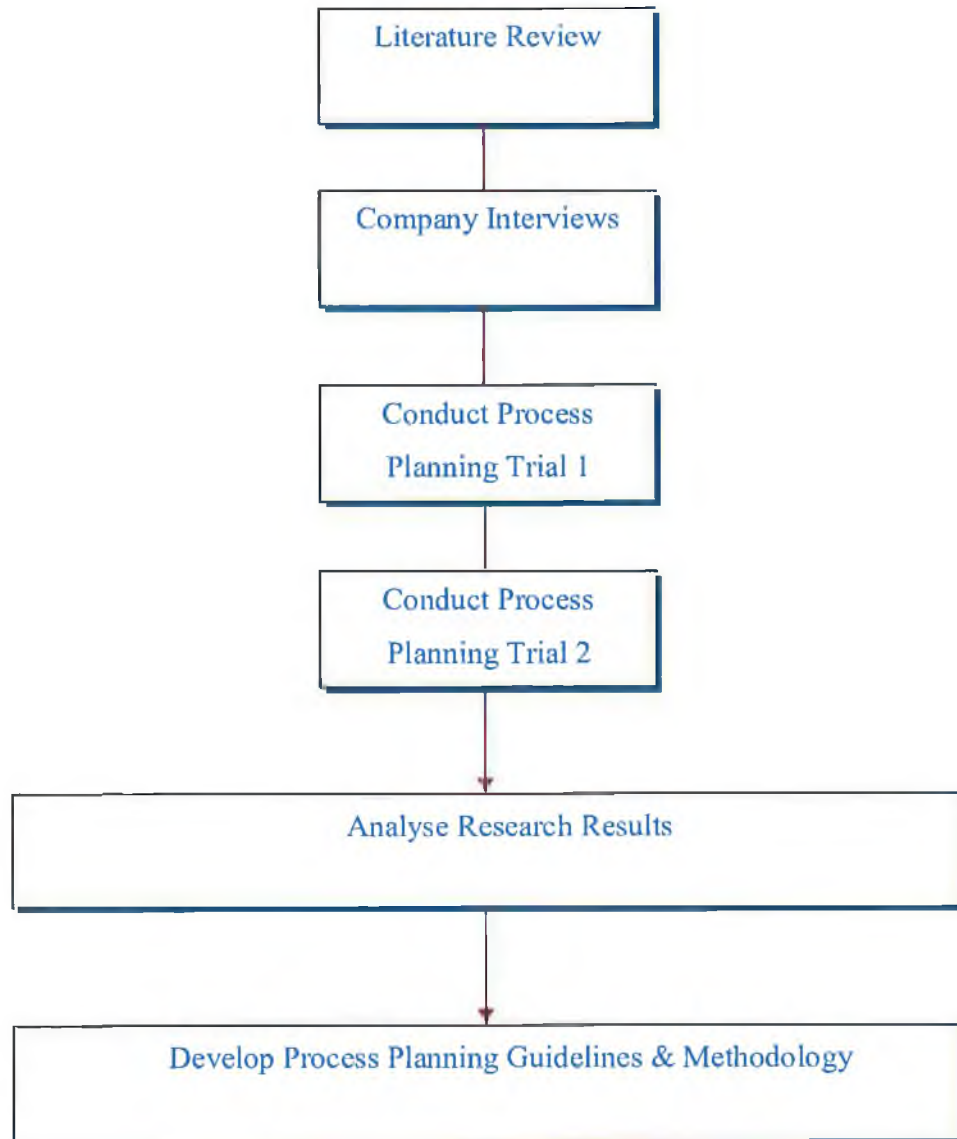 Literature Review
Company Interviews
Conduct Process
Planning Trial 1
Conduct Process
Planning Trial 2
Analyse Research Results
Develop Process Planning Guidelines & Methodology